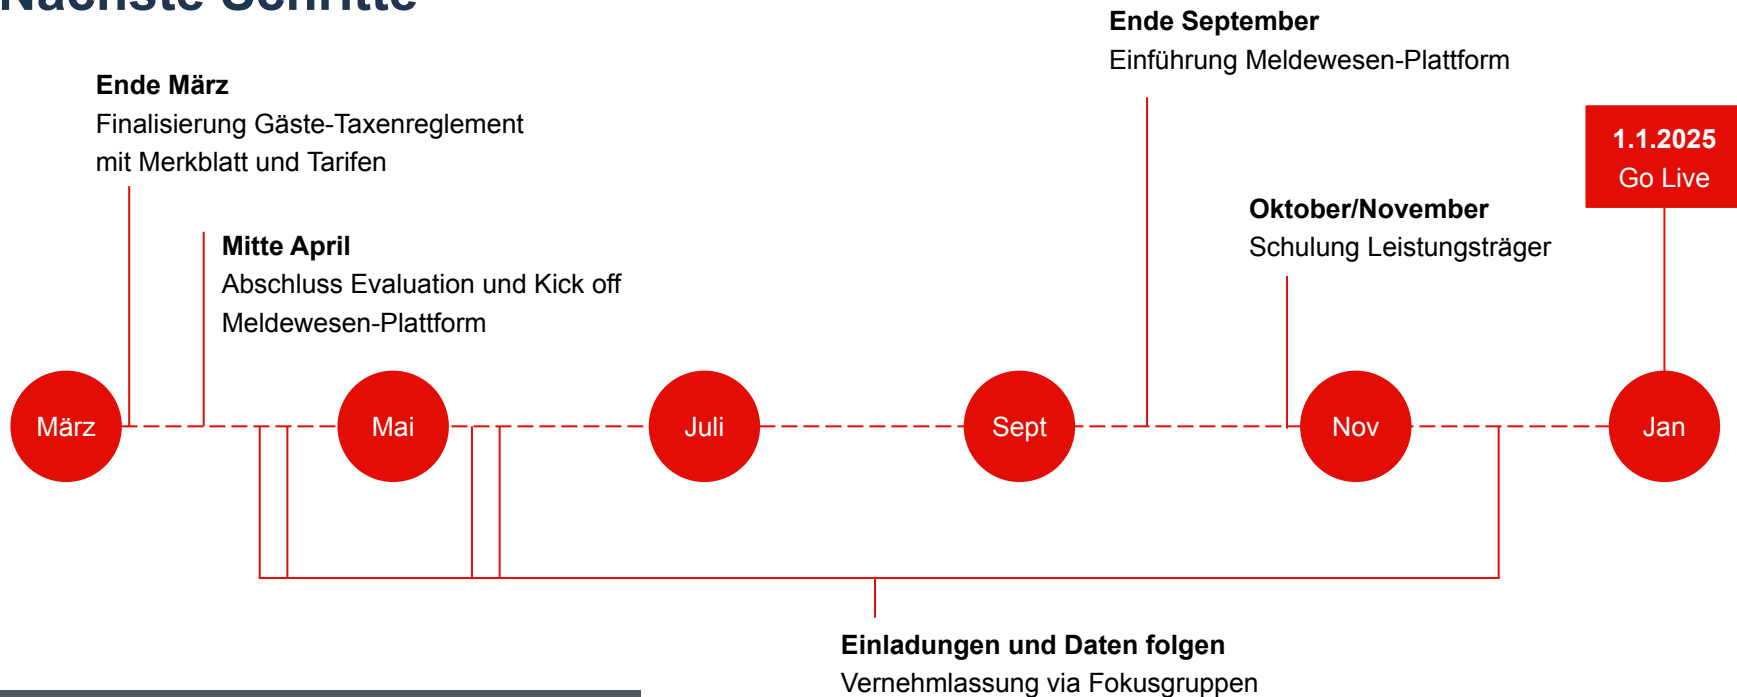 Nächste Schritte
Ende September
Einführung Meldewesen-Plattform
Ende März
Finalisierung Gäste-Taxenreglement
mit Merkblatt und Tarifen
1.1.2025
Go Live
Oktober/November
Schulung Leistungsträger
Mitte April
Abschluss Evaluation und Kick off
Meldewesen-Plattform
März
Mai
Juli
Sept
Nov
Jan
Einladungen und Daten folgen
Vernehmlassung via Fokusgruppen